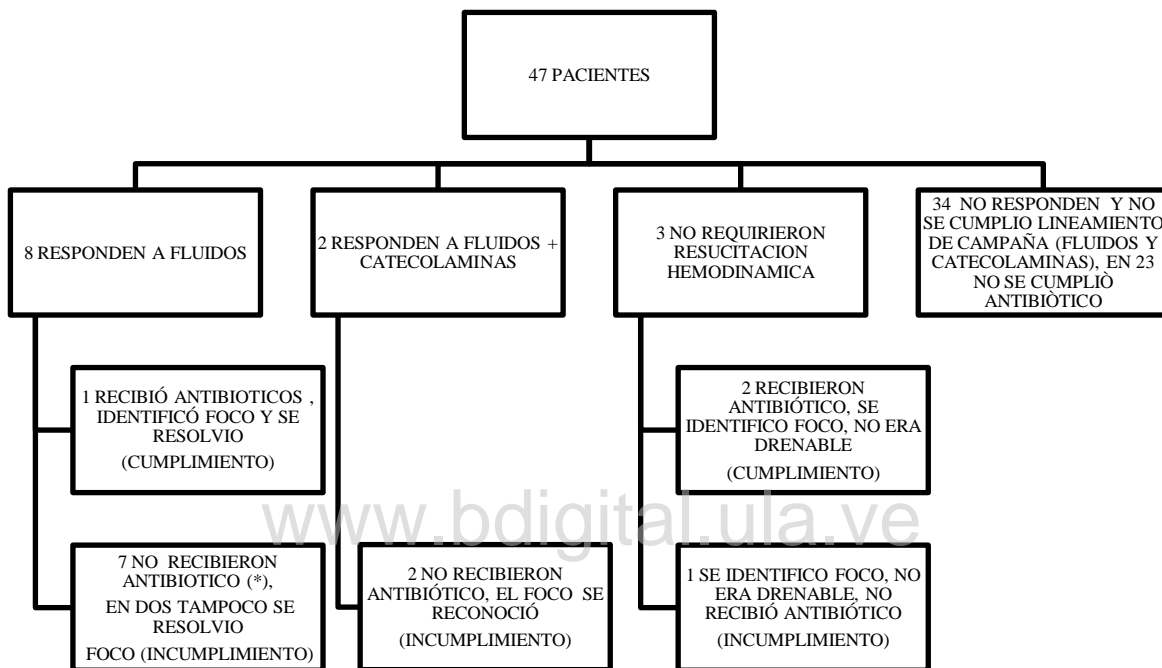 47 PACIENTES
8 RESPONDEN A FLUIDOS
2 RESPONDEN A FLUIDOS +
CATECOLAMINAS
3 NO REQUIRIERON
RESUCITACION
HEMODINAMICA
34 NO RESPONDEN Y NO
SE CUMPLIO LINEAMIENTO
DE CAMPAÑA (FLUIDOS Y
CATECOLAMINAS), EN 23
NO SE CUMPLIÒ
ANTIBIÒTICO
1 RECIBIÓ ANTIBIOTICOS ,
IDENTIFICÓ FOCO Y SE
RESOLVIO
(CUMPLIMIENTO)
2 RECIBIERON
ANTIBIÓTICO, SE
IDENTIFICO FOCO, NO ERA
DRENABLE
(CUMPLIMIENTO)
www.bdigital.ula.ve
7 NO RECIBIERON
ANTIBIOTICO (*),
EN DOS TAMPOCO SE
RESOLVIO
FOCO (INCUMPLIMIENTO)
2 NO RECIBIERON
ANTIBIÓTICO, EL FOCO SE
RECONOCIÓ
(INCUMPLIMIENTO)
1 SE IDENTIFICO FOCO, NO
ERA DRENABLE, NO
RECIBIÓ ANTIBIÓTICO
(INCUMPLIMIENTO)